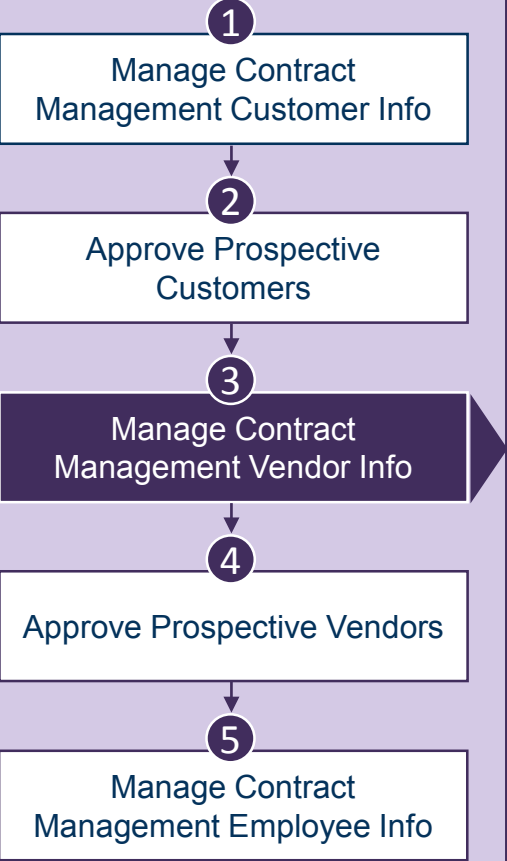 1
Manage Contract
Management Customer Info
2
Approve Prospective
Customers
3
Manage Contract
Management Vendor Info
4
Approve Prospective Vendors
5
Manage Contract
Management Employee Info